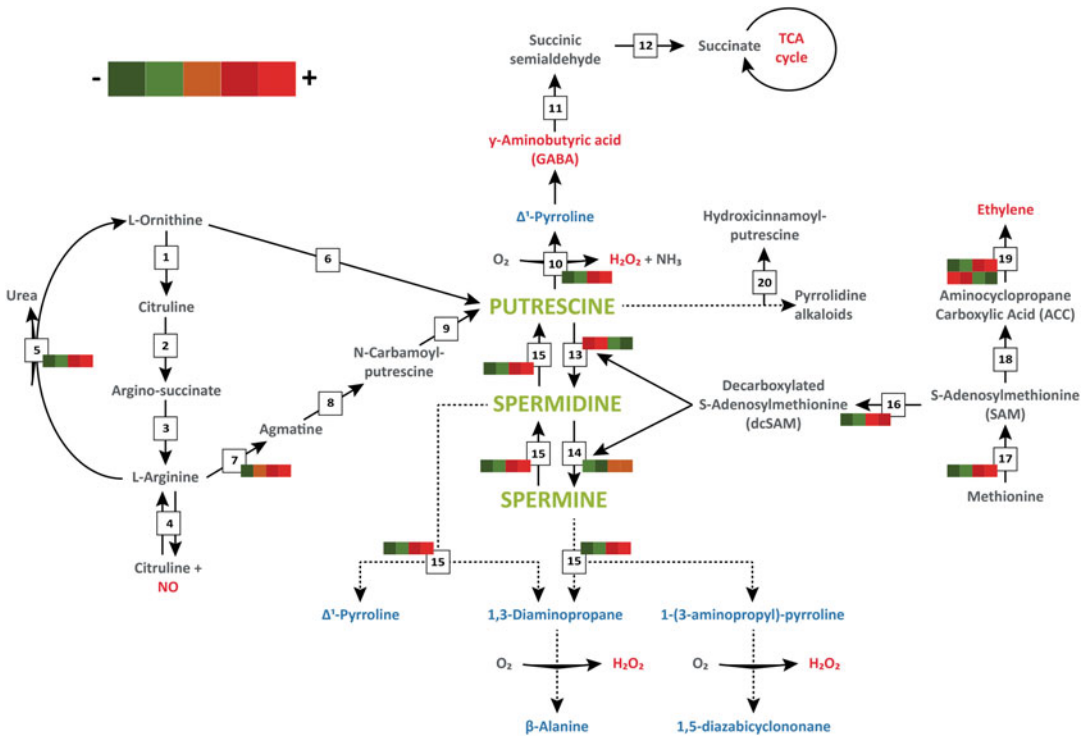 Succinic
semialdehyde
12
Succinate
TCA
cycle
-
+
11
γ-Aminobutyric acid
(GABA)
L-Ornithine
Δ¹-Pyrroline
Hydroxicinnamoyl-
putrescine
Ethylene
1
6
O₂
10
H₂O₂ + NH₃
20
19
Urea
Citruline
PUTRESCINE
Pyrrolidine
alkaloids
Aminocyclopropane
Carboxylic Acid (ACC)
5
2
9
N-Carbamoyl-
putrescine
15
13
18
Argino-succinate
8
SPERMIDINE
Decarboxylated
S-Adenosylmethionine
(dcSAM)
16
S-Adenosylmethionine
(SAM)
3
Agmatine
7
15
14
17
L-Arginine
SPERMINE
Methionine
4
Citruline +
NO
15
15
Δ¹-Pyrroline
1,3-Diaminopropane
1-(3-aminopropyl)-pyrroline
O₂
H₂O₂
O₂
H₂O₂
β-Alanine
1,5-diazabicyclononane